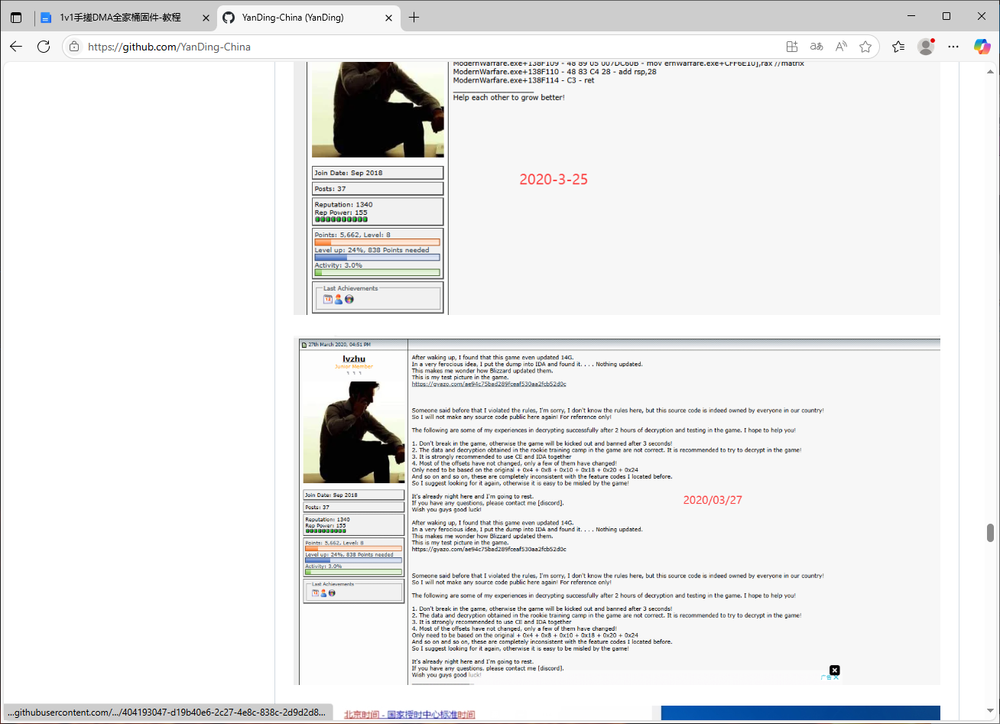 1v1手搓DMA全家桶固件-教程
YanDing-China (YanDing)
https://github.com/YanDing-China
ModernWarfare.exe+138F109 - 48 89 05 007DC60B - mov ernWarfare.exe+CFF6E10],rax //matrix
ModernWarfare.exe+138F110 - 48 83 C4 28 - add rsp,28
ModernWarfare.exe+138F114 - C3 - ret
Help each other to grow better!
Join Date: Sep 2018
Posts: 37
Reputation: 1340
Rep Power: 155
Points: 5,662, Level: 8
Level up: 24%, 838 Points needed
Activity: 3.0%
Last Achievements
2020-3-25
27th March 2020, 04:51 PM
lvzhu
Junior Member
Join Date: Sep 2018
Posts: 37
Reputation: 1340
Rep Power: 155
Points: 5,662, Level: 8
Level up: 24%, 838 Points needed
Activity: 3.0%
Last Achievements
After waking up, I found that this game even updated 14G.
In a very ferocious idea, I put the dump into IDA and found it. . . . Nothing updated.
This makes me wonder how Blizzard updated them.
This is my test picture in the game.
https://gyazo.com/ae94c75bad289fceaf530aa2fcb52d0c
Someone said before that I violated the rules, I'm sorry, I don't know the rules here, but this source code is indeed owned by everyone in our country!
So I will not make any source code public here again! For reference only!
The following are some of my experiences in decrypting successfully after 2 hours of decryption and testing in the game. I hope to help you!
1. Don't break in the game, otherwise the game will be kicked out and banned after 3 seconds!
2. The data and decryption obtained in the rookie training camp in the game are not correct. It is recommended to try to decrypt in the game!
3. It is strongly recommended to use CE and IDA together
4. Most of the offsets have not changed, only a few of them have changed!
Only need to be based on the original + 0x4 + 0x8 + 0x10 + 0x18 + 0x20 + 0x24
And so on and so on, these are completely inconsistent with the feature codes I located before.
So I suggest looking for it again, otherwise it is easy to be misled by the game!
It's already night here and I'm going to rest.
If you have any questions, please contact me [discord].
Wish you guys good luck!
2020/03/27
After waking up, I found that this game even updated 14G.
In a very ferocious idea, I put the dump into IDA and found it. . . . Nothing updated.
This makes me wonder how Blizzard updated them.
This is my test picture in the game.
https://gyazo.com/ae94c75bad289fceaf530aa2fcb52d0c
Someone said before that I violated the rules, I'm sorry, I don't know the rules here, but this source code is indeed owned by everyone in our country!
So I will not make any source code public here again! For reference only!
The following are some of my experiences in decrypting successfully after 2 hours of decryption and testing in the game. I hope to help you!
1. Don't break in the game, otherwise the game will be kicked out and banned after 3 seconds!
2. The data and decryption obtained in the rookie training camp in the game are not correct. It is recommended to try to decrypt in the game!
3. It is strongly recommended to use CE and IDA together
4. Most of the offsets have not changed, only a few of them have changed!
Only need to be based on the original + 0x4 + 0x8 + 0x10 + 0x18 + 0x20 + 0x24
And so on and so on, these are completely inconsistent with the feature codes I located before.
So I suggest looking for it again, otherwise it is easy to be misled by the game!
It's already night here and I'm going to rest.
If you have any questions, please contact me [discord].
Wish you guys good luck!
广告
...githubusercontent.com/.../404193047-d19b40e6-2c27-4e8c-838c-2d9d2d8...
北京时间 - 国家授时中心标准时间